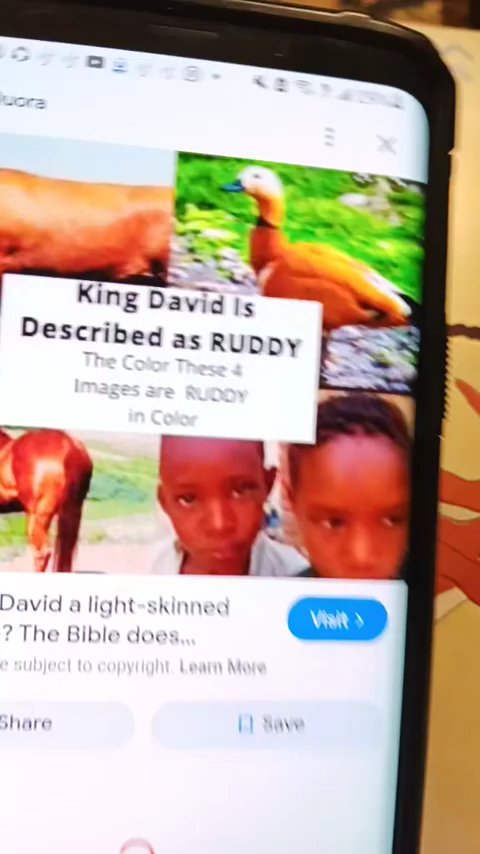 uora
King David Is
Described as RUDDY
The Color These 4
Images are RUDDY
in Color
David a light-skinned
? The Bible does...
e subject to copyright. Learn More
Visit >
Share
Save